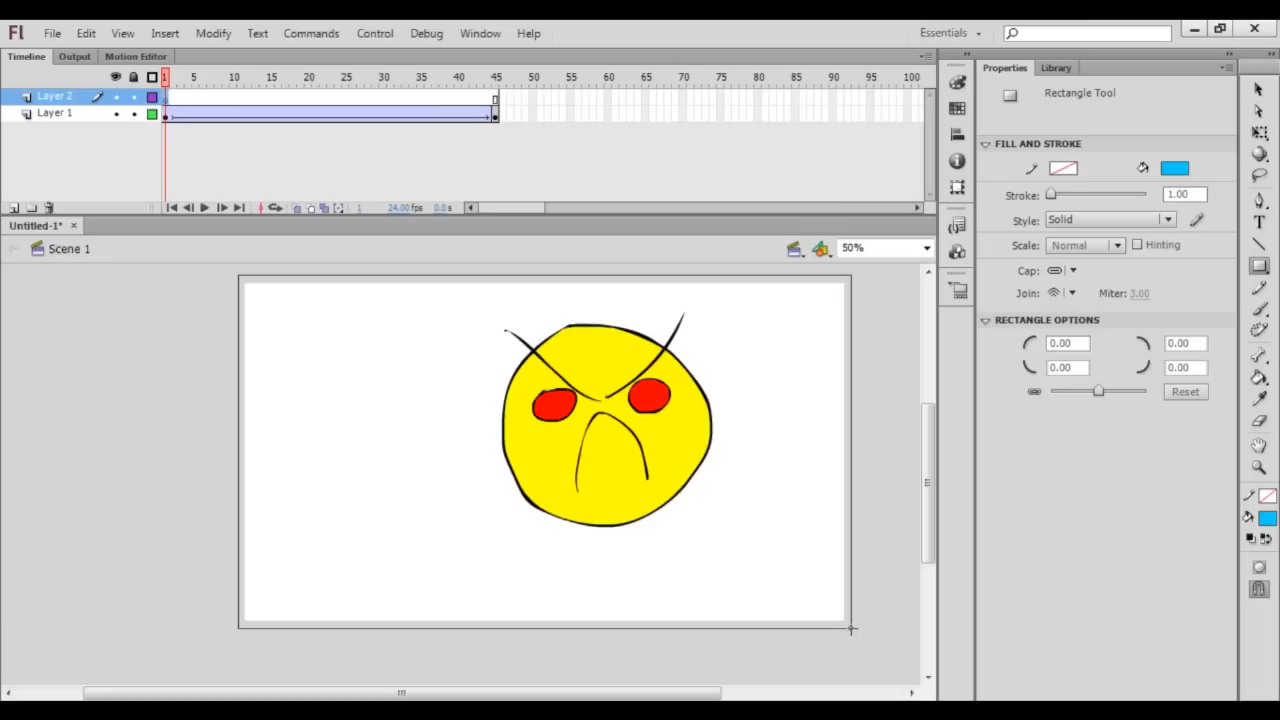 Fl File Edit View Insert Modify Text Commands Control Debug Window Help Essentials
Timeline Output Motion Editor
Properties Library
1 5 10 15 20 25 30 35 40 45 50 55 60 65 70 75 80 85 90 95 100
Rectangle Tool
Layer 2
Layer 1
FILL AND STROKE
Stroke: 1.00
1 24.00 fps 0.0 s
Style: Solid
Untitled-1*
Scale: Normal Hinting
Scene 1 50%
Cap:
Join: Miter: 3.00
RECTANGLE OPTIONS
0.00 0.00
0.00 0.00
Reset
T